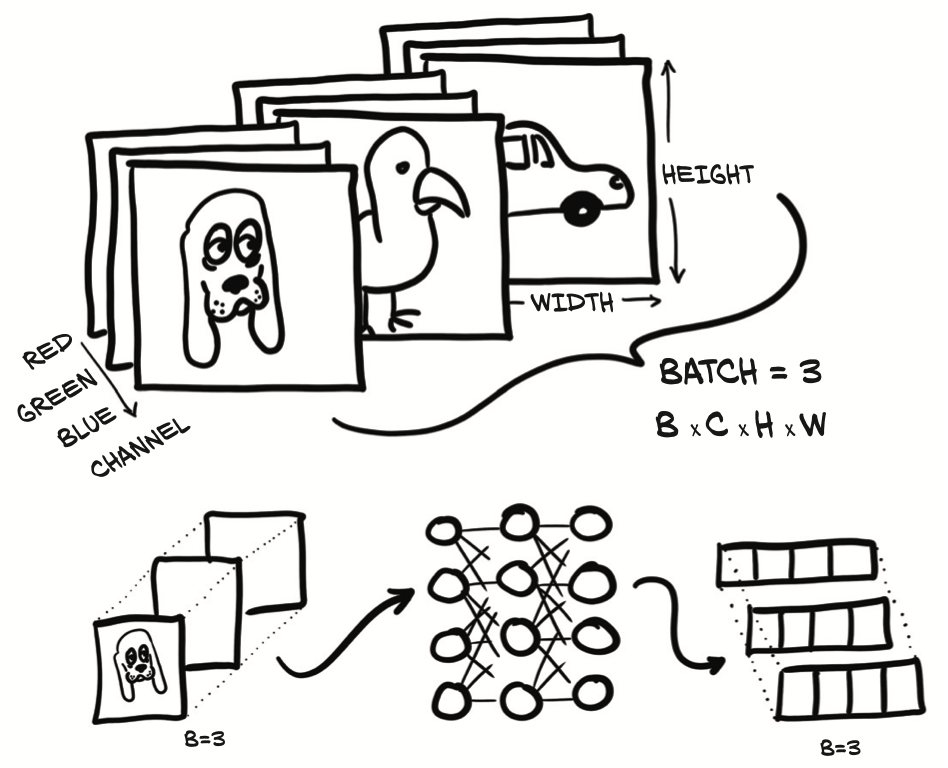 HEIGHT
WIDTH
RED
GREEN
BLUE
CHANNEL
BATCH = 3
B x C x H x W
B=3
B=3